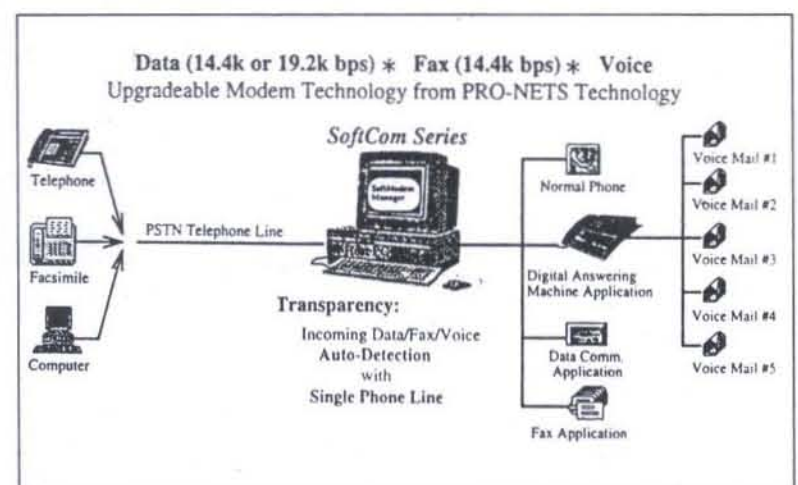 Data (14.4k or 19.2k bps) * Fax (14.4k bps) * Voice
Upgradeable Modem Technology from PRO-NETS Technology
SoftCom Series
Telephone
Facsimile
Computer
PSTN Telephone Line
SoftModem
Manager
Transparency:
Incoming Data/Fax/Voice
Auto-Detection
with
Single Phone Line
Normal Phone
Digital Answering
Machine Application
Data Comm.
Application
Fax Application
Voice Mail #1
Voice Mail #2
Voice Mail #3
Voice Mail #4
Voice Mail #5